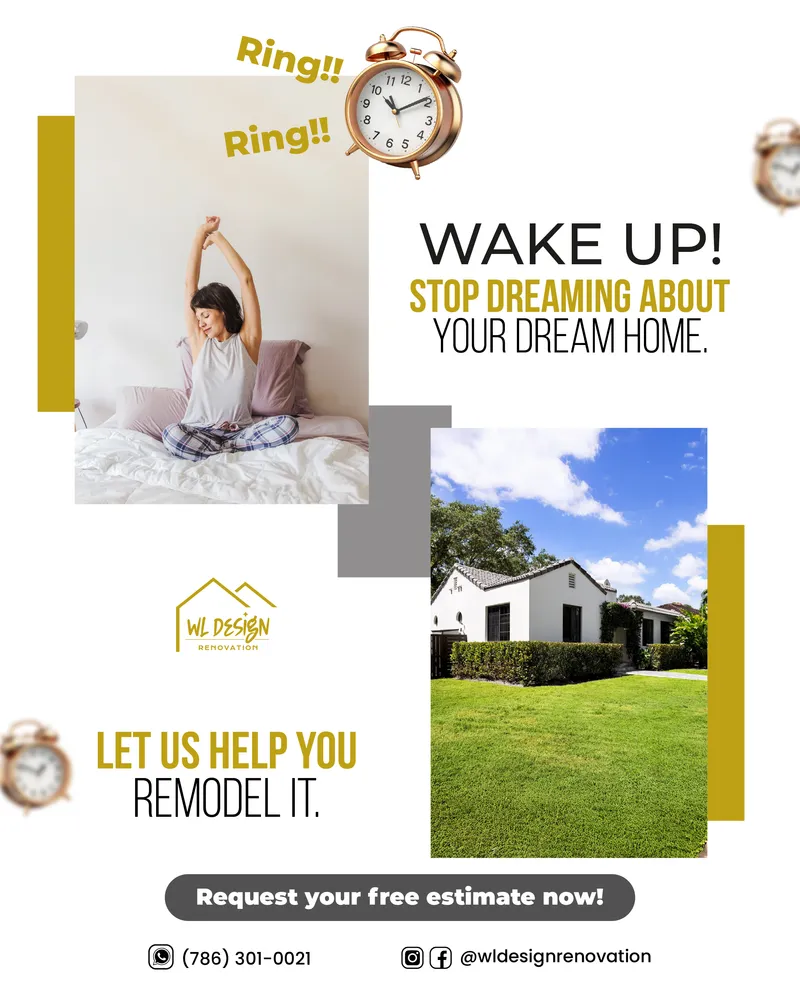 Ring!!
Ring!!
WAKE UP!
STOP DREAMING ABOUT
YOUR DREAM HOME.
WL DESIGN
RENOVATION
LET US HELP YOU
REMODEL IT.
Request your free estimate now!
(786) 301-0021
@wldesignrenovation